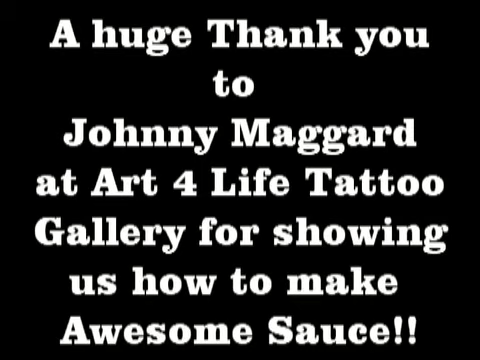 A huge Thank you
to
Johnny Maggard
at Art 4 Life Tattoo
Gallery for showing
us how to make
Awesome Sauce!!